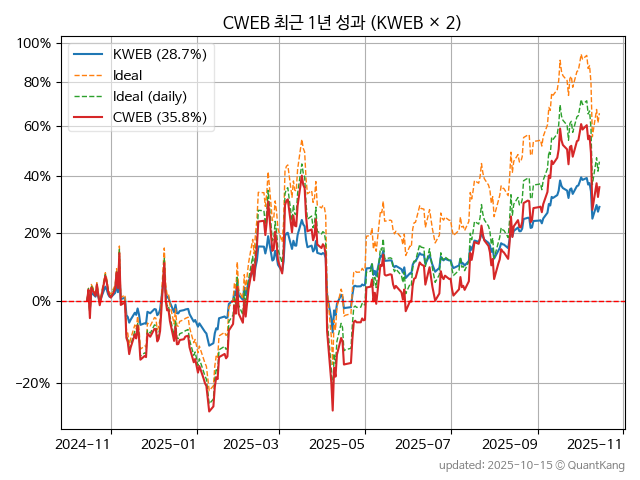 CWEB 최근 1년 성과 (KWEB × 2)
100%
80%
60%
40%
20%
0%
−20%
KWEB (28.7%)
Ideal
Ideal (daily)
CWEB (35.8%)
2024-11
2025-01
2025-03
2025-05
2025-07
2025-09
2025-11
updated: 2025-10-15 © QuantKang